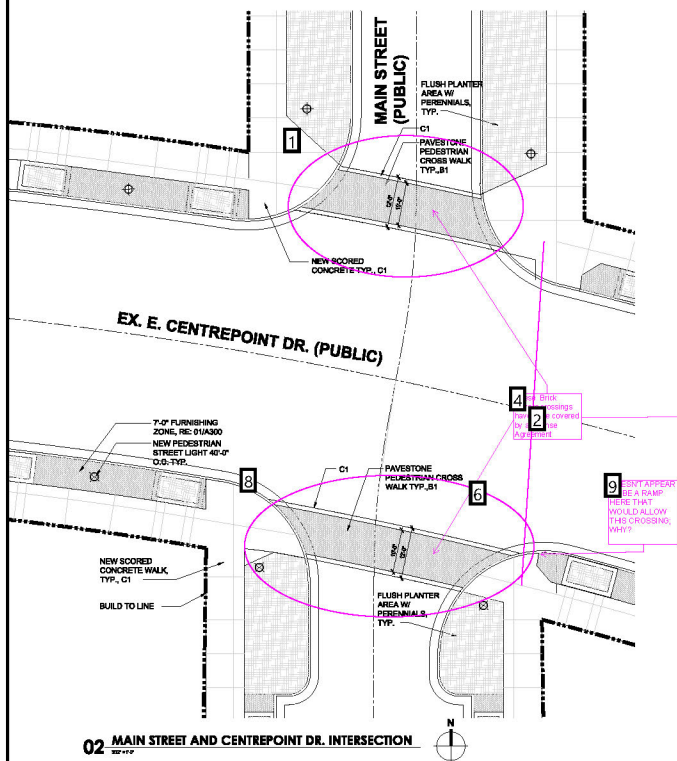 MAIN STREET
(PUBLIC)
FLUSH PLANTER
AREA W/
PERENNIALS,
TYP.
1
C1
PAVESTONE
PEDESTRIAN
CROSS WALK
TYP.,B1
NEW SCORED
CONCRETE TYP., C1
EX. E. CENTREPOINT DR. (PUBLIC)
4
Brick
by
Agreement
2
7'-0" FURNISHING
ZONE, RE: 01/A300
NEW PEDESTRIAN
STREET LIGHT 40'-0"
O.C. TYP.
8
C1
PAVESTONE
PEDESTRIAN CROSS
WALK TYP.,B1
6
9
APPEAR
BE A RAMP
HERE THAT
WOULD ALLOW
THIS CROSSING,
WHY?
NEW SCORED
CONCRETE WALK,
TYP., C1
BUILD TO LINE
FLUSH PLANTER
AREA W/
PERENNIALS,
TYP.
N
02 MAIN STREET AND CENTREPOINT DR. INTERSECTION